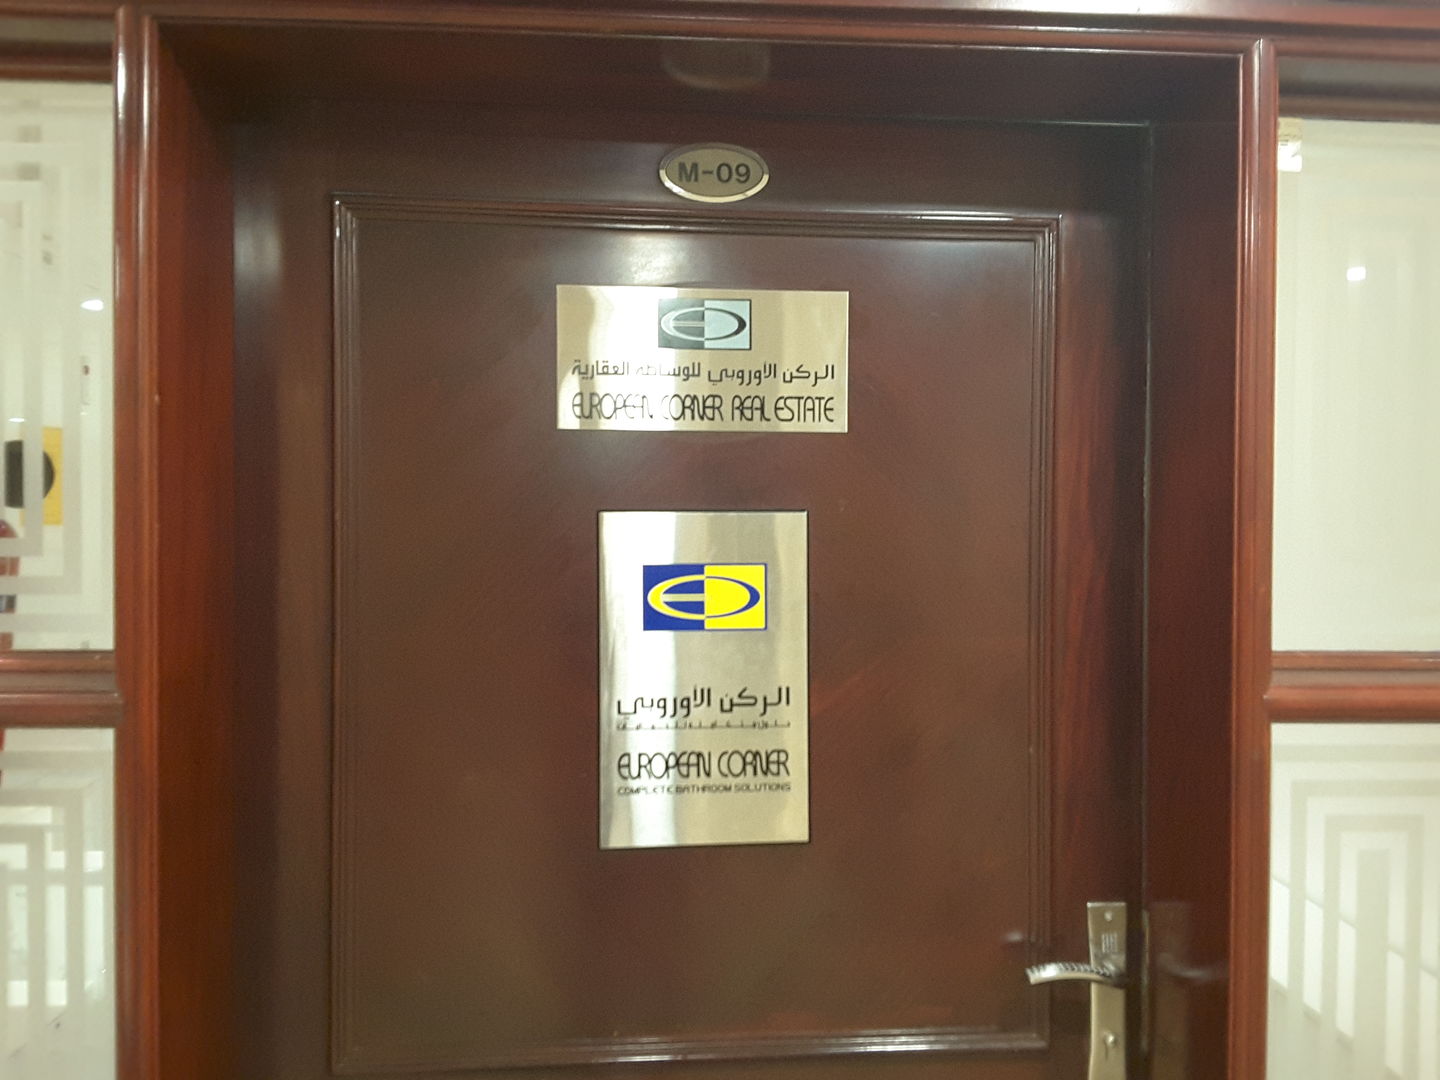 M-09
الركن الأوروبي للوساطة العقارية
EUROPEAN CORNER REAL ESTATE
الركن الأوروبي
EUROPEAN CORNER
COMPLETE BATHROOM SOLUTIONS